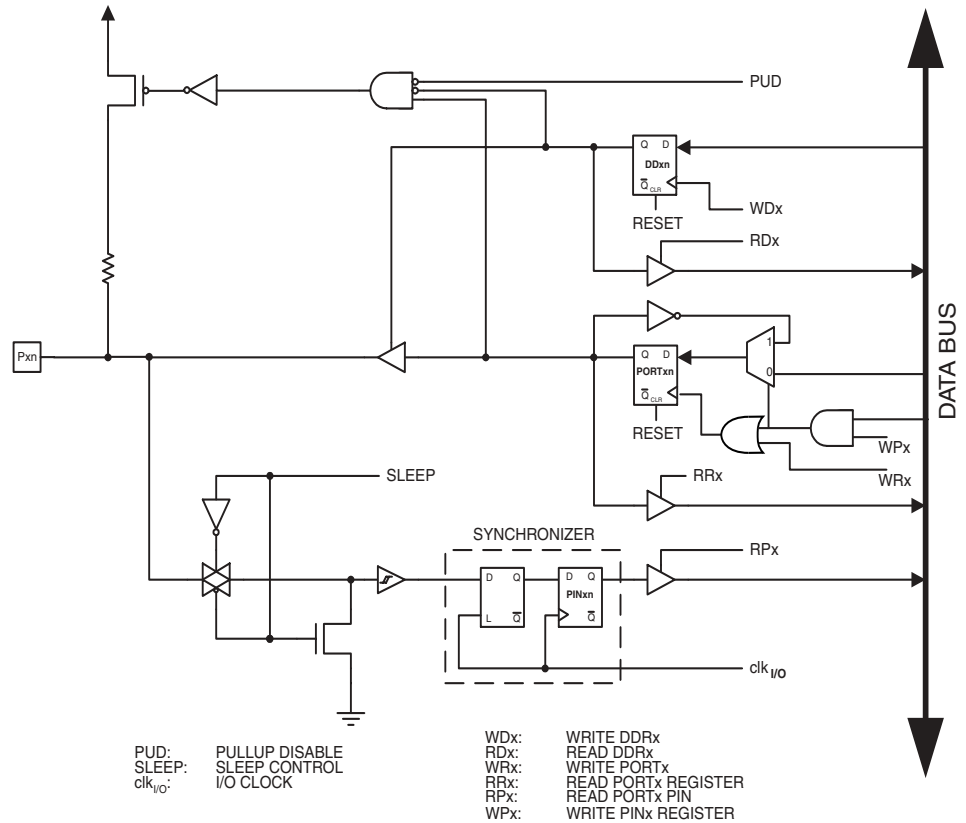 PUD
Q D
DDxn
Q CLR
WDx
RESET
RDx
Pxn
1
Q D
PORTxn
0
Q CLR
RESET
WPx
WRx
SLEEP
RRx
SYNCHRONIZER
RPx
D Q
D Q
PINxn
L Q
Q
clk I/O
DATA BUS
PUD: PULLUP DISABLE
SLEEP: SLEEP CONTROL
clkI/O: I/O CLOCK
WDx: WRITE DDRx
RDx: READ DDRx
WRx: WRITE PORTx
RRx: READ PORTx REGISTER
RPx: READ PORTx PIN
WPx: WRITE PINx REGISTER